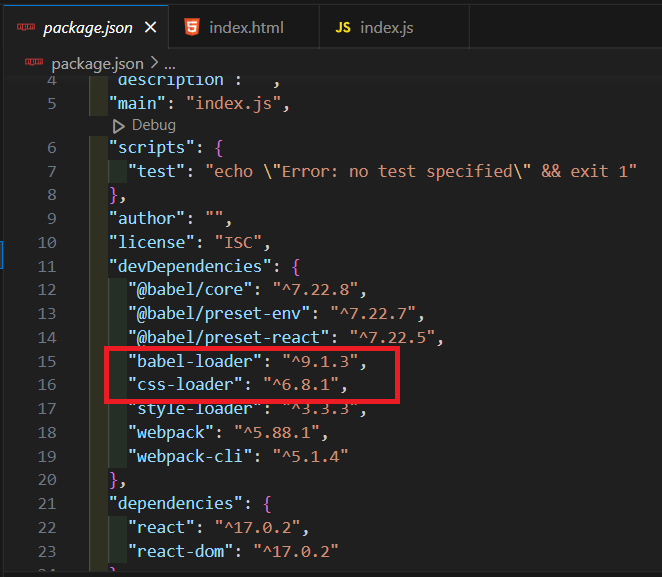 package.json index.html JS index.js
package.json > ...
4 "description": "",
5 "main": "index.js",
Debug
6 "scripts": {
7 "test": "echo \"Error: no test specified\" && exit 1"
8 },
9 "author": "",
10 "license": "ISC",
11 "devDependencies": {
12 "@babel/core": "^7.22.8",
13 "@babel/preset-env": "^7.22.7",
14 "@babel/preset-react": "^7.22.5",
15 "babel-loader": "^9.1.3",
16 "css-loader": "^6.8.1",
17 "style-loader": "^3.3.3",
18 "webpack": "^5.88.1",
19 "webpack-cli": "^5.1.4"
20 },
21 "dependencies": {
22 "react": "^17.0.2",
23 "react-dom": "^17.0.2"